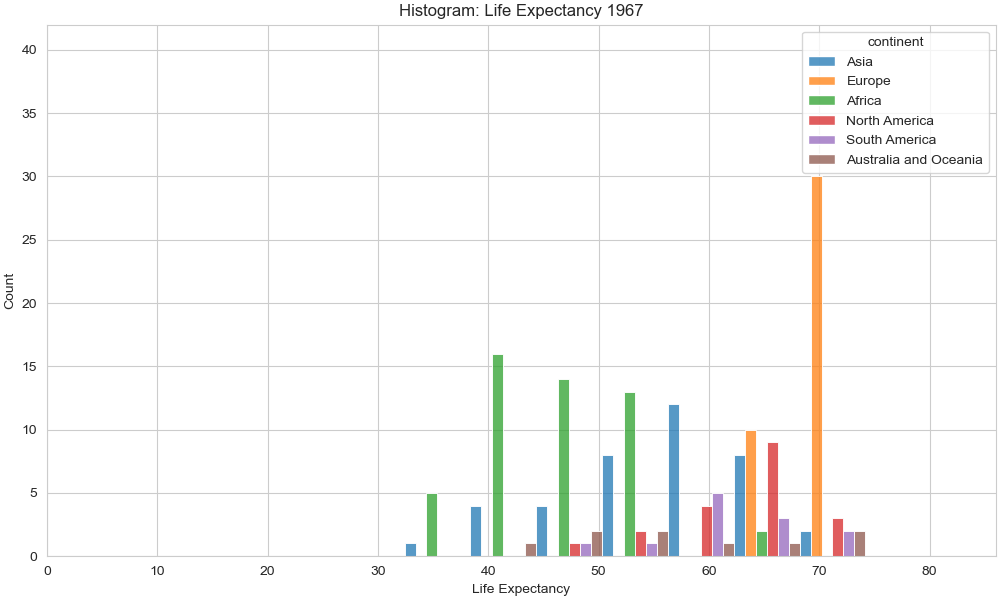 Histogram: Life Expectancy 1967
continent
Asia
Europe
Africa
North America
South America
Australia and Oceania
40
35
30
25
20
15
10
5
0
Count
0 10 20 30 40 50 60 70 80
Life Expectancy